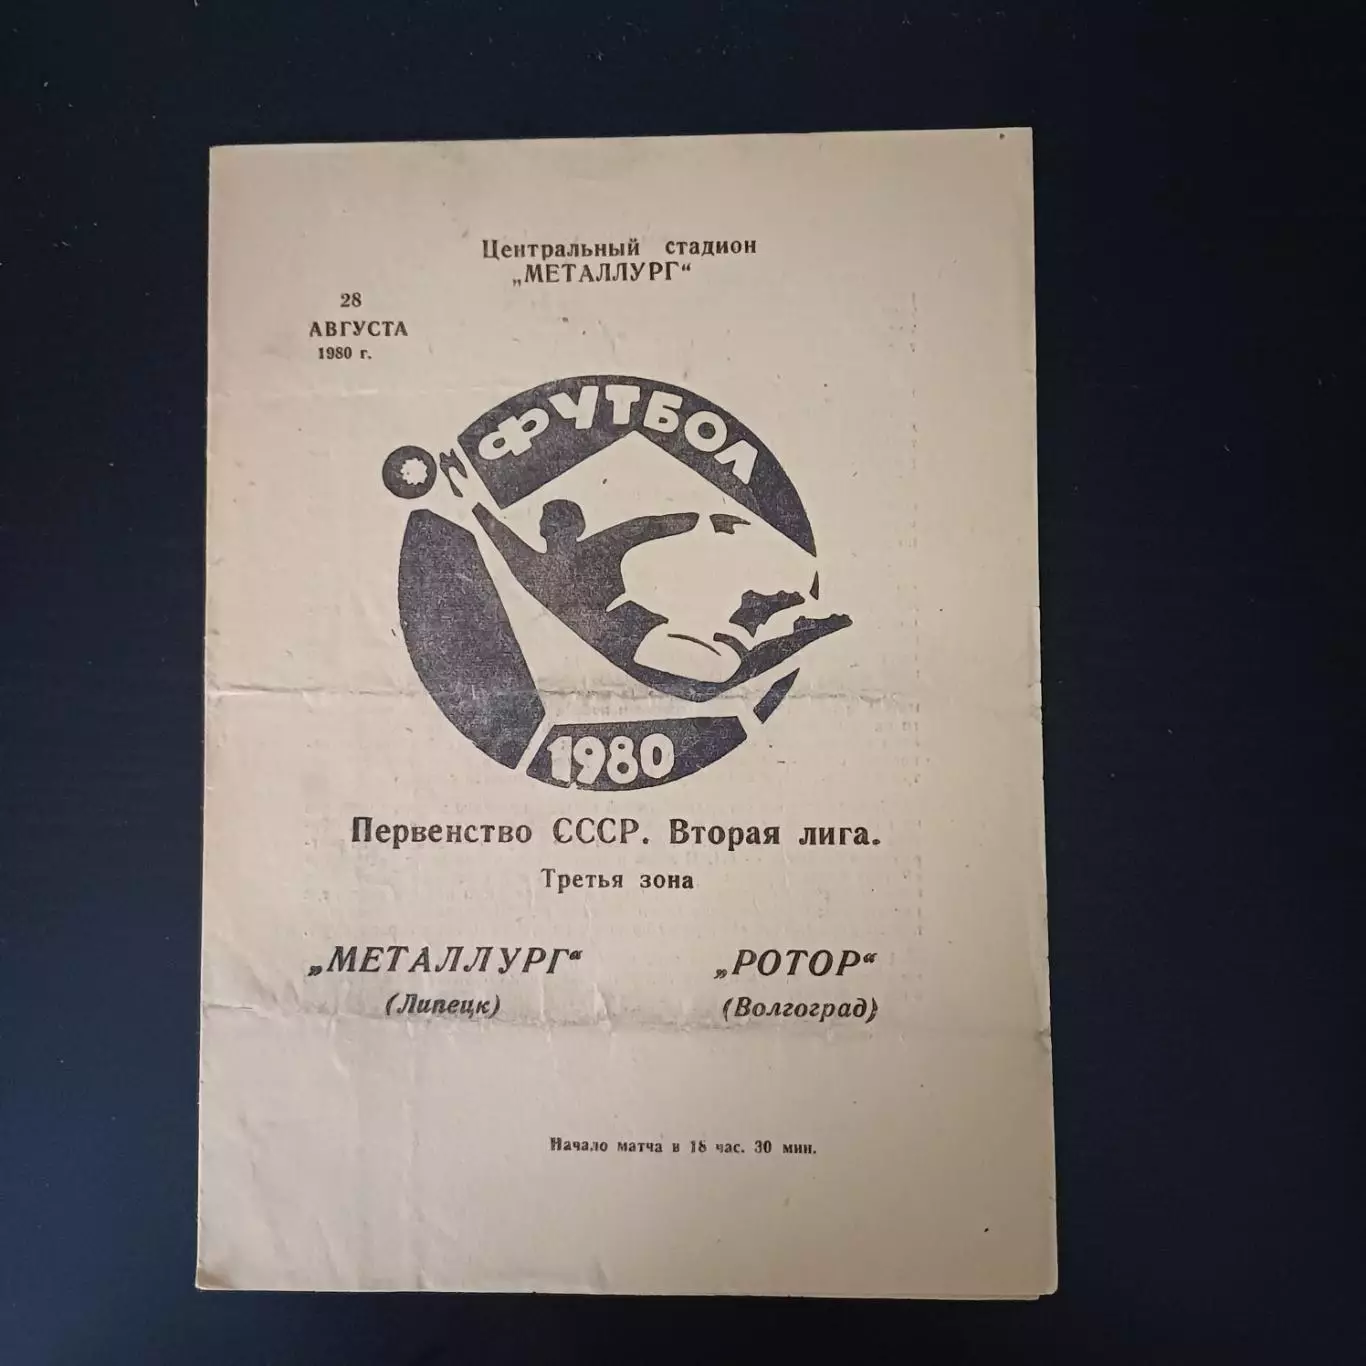 Центральный стадион
„МЕТАЛЛУРГ“
28
АВГУСТА
1980 г.
ФУТБОЛ
1980
Первенство СССР. Вторая лига.
Третья зона
„МЕТАЛЛУРГ“ „РОТОР“
(Липецк) (Волгоград)
Начало матча в 18 час. 30 мин.